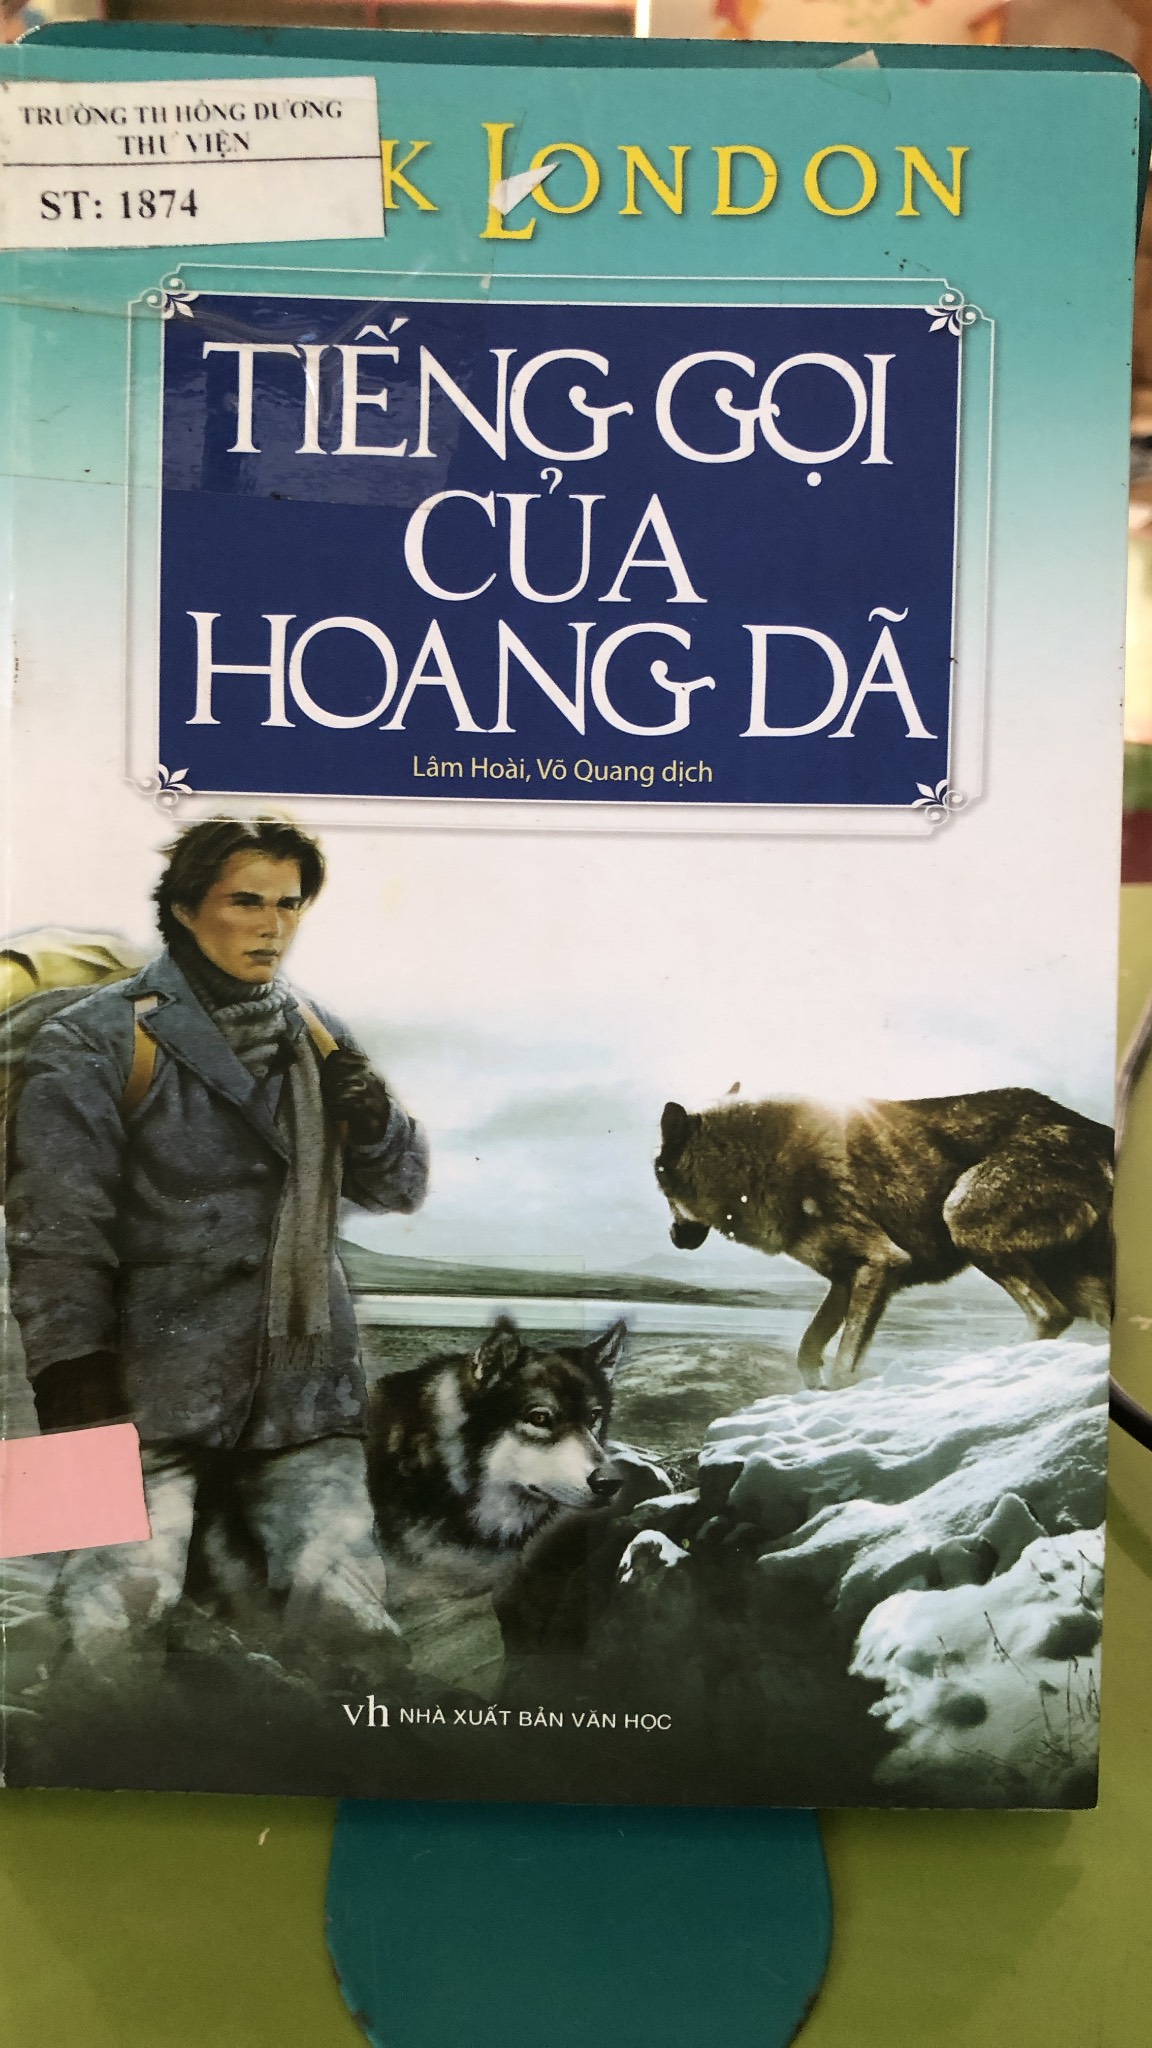 TRƯỜNG TH HỒNG DƯƠNG
THƯ VIỆN
ST: 1874
K LONDON
TIẾNG GỌI
CỦA
HOANG DÃ
Lâm Hoài, Võ Quang dịch
vh NHÀ XUẤT BẢN VĂN HỌC